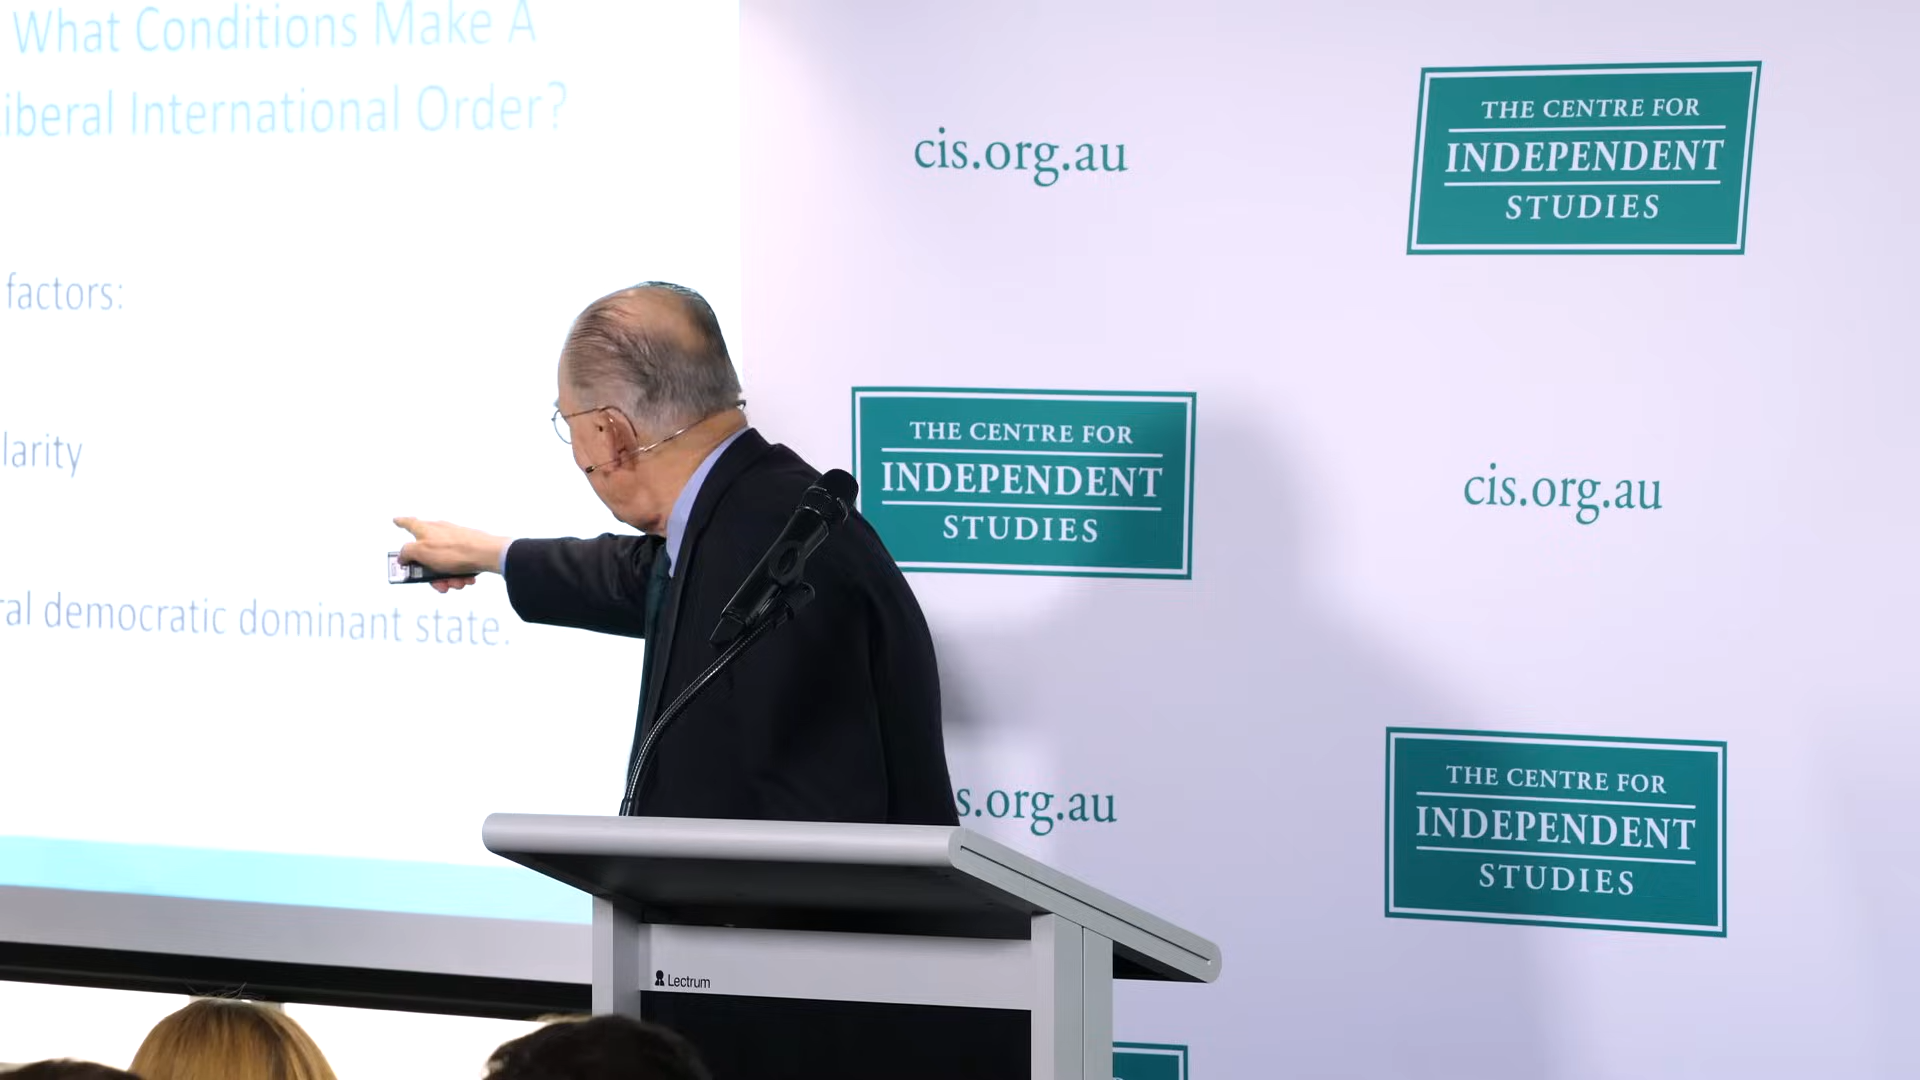 What Conditions Make A
iberal International Order?
factors:
larity
ral democratic dominant state.
cis.org.au
THE CENTRE FOR
INDEPENDENT
STUDIES
THE CENTRE FOR
INDEPENDENT
STUDIES
cis.org.au
s.org.au
THE CENTRE FOR
INDEPENDENT
STUDIES
Lectrum